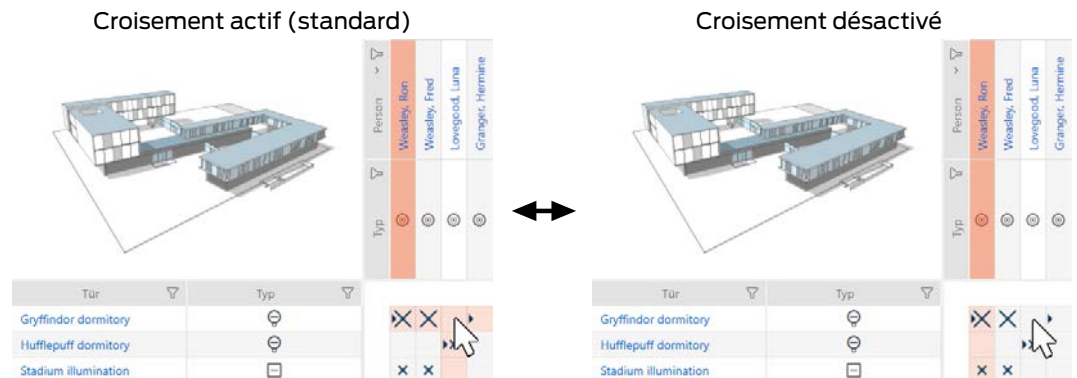 Croisement actif (standard)
Croisement désactivé
Person
Weasley, Ron
Weasley, Fred
Lovegood, Luna
Granger, Hermine
Typ
Tür
Typ
Gryffindor dormitory
Hufflepuff dormitory
Stadium illumination
Person
Weasley, Ron
Weasley, Fred
Lovegood, Luna
Granger, Hermine
Typ
Tür
Typ
Gryffindor dormitory
Hufflepuff dormitory
Stadium illumination